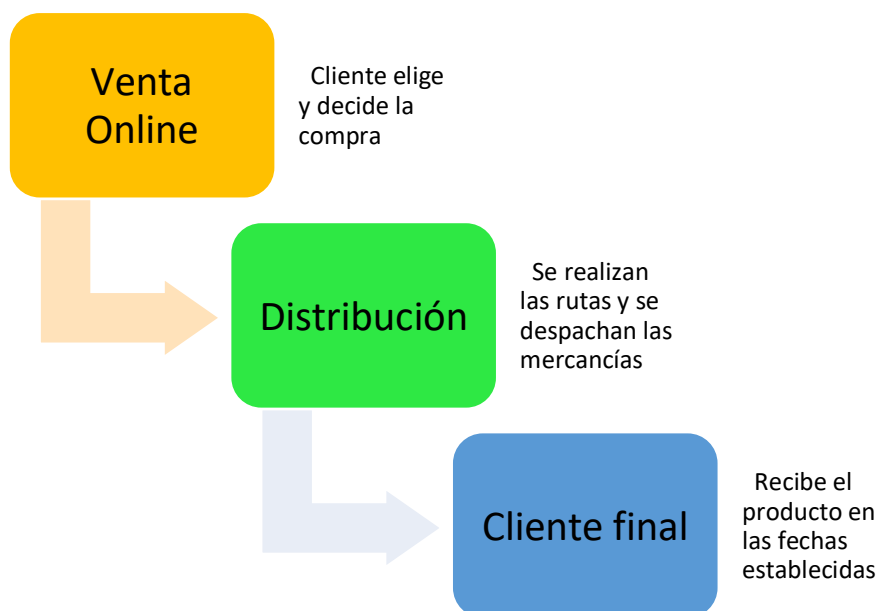 Venta
Online
Cliente elige
y decide la
compra
Distribución
Se realizan
las rutas y se
despachan las
mercancías
Cliente final
Recibe el
producto en
las fechas
establecidas